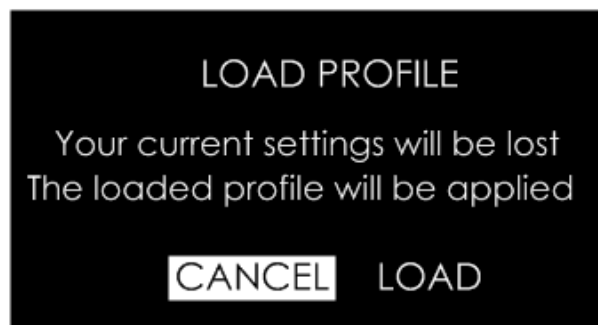 LOAD PROFILE
Your current settings will be lost
The loaded profile will be applied
CANCEL LOAD